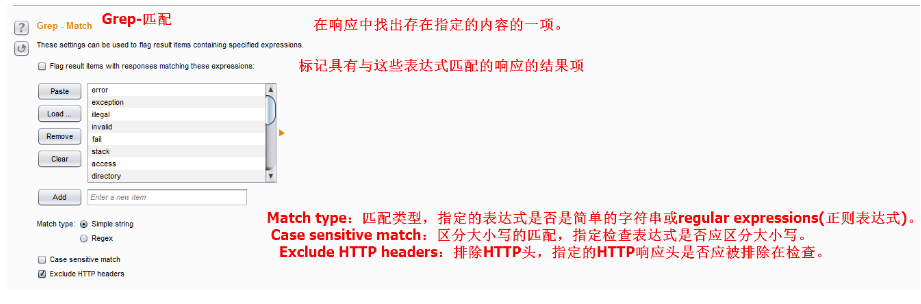 Grep - Match
Grep-匹配
在响应中找出存在指定的内容的一项。
These settings can be used to flag result items containing specified expressions.
Flag result items with responses matching these expressions:
标记具有与这些表达式匹配的响应的结果项
Paste
Load ...
Remove
Clear
error
exception
illegal
invalid
fail
stack
access
directory
Add
Enter a new item
Match type:
Simple string
Regex
Match type：匹配类型，指定的表达式是否是简单的字符串或regular expressions(正则表达式)。
Case sensitive match：区分大小写的匹配，指定检查表达式是否应区分大小写。
Exclude HTTP headers：排除HTTP头，指定的HTTP响应头是否应被排除在检查。
Case sensitive match
Exclude HTTP headers